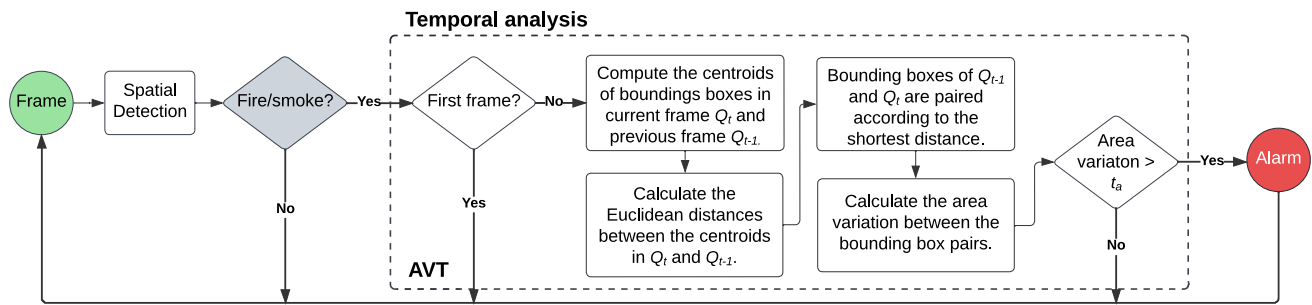 Temporal analysis
Frame
Spatial
Detection
Fire/smoke?
Yes
No
First frame?
No
Yes
Compute the centroids
of boundings boxes in
current frame Qt and
previous frame Qt-1.
Calculate the
Euclidean distances
between the centroids
in Qt and Qt-1.
Bounding boxes of Qt-1
and Qt are paired
according to the
shortest distance.
Calculate the area
variation between the
bounding box pairs.
Area
variaton >
ta
Yes
No
Alarm
AVT